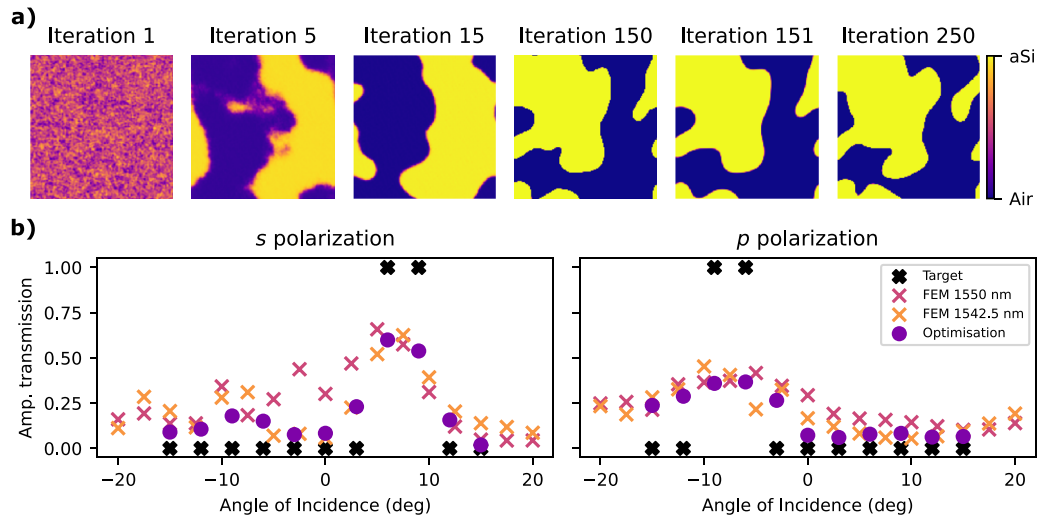 a)
Iteration 1 Iteration 5 Iteration 15 Iteration 150 Iteration 151 Iteration 250
aSi
Air
b)
s polarization p polarization
Amp. transmission
1.00
0.75
0.50
0.25
0.00
Target
FEM 1550 nm
FEM 1542.5 nm
Optimisation
−20 −10 0 10 20 −20 −10 0 10 20
Angle of Incidence (deg) Angle of Incidence (deg)